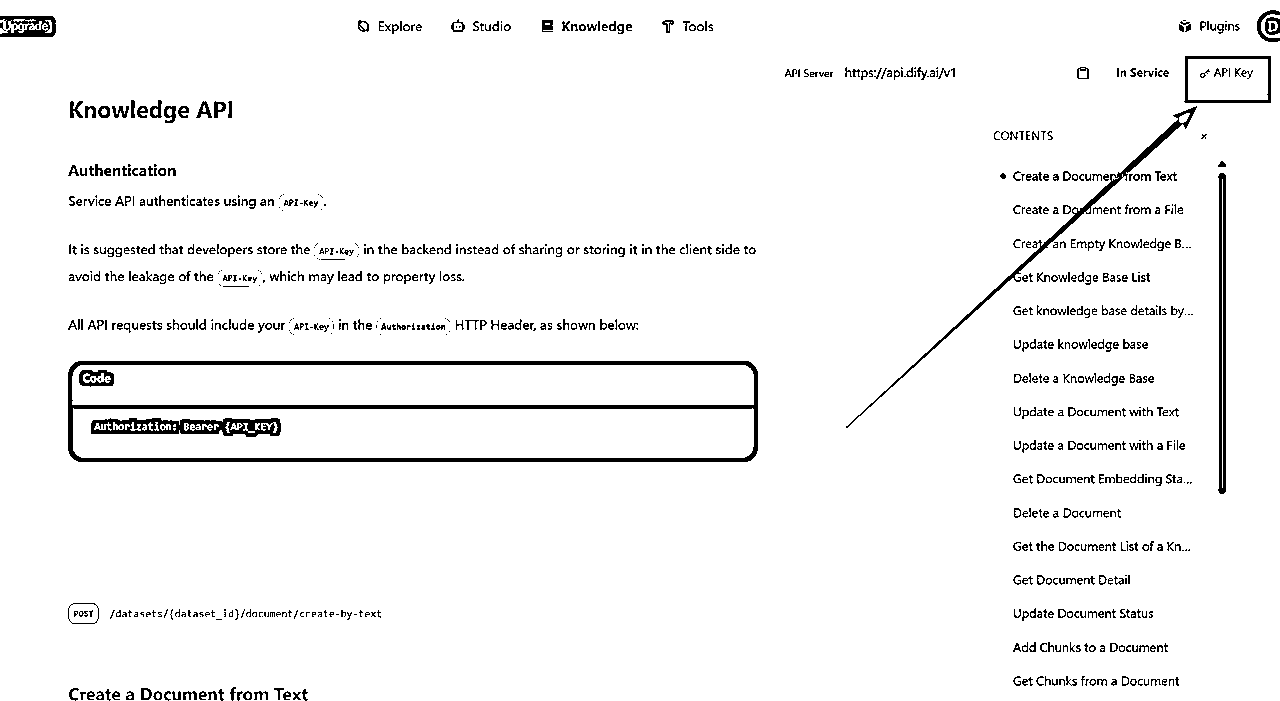 Upgrade
Explore
Studio
Knowledge
Tools
Plugins
D
API Server https://api.dify.ai/v1
In Service
API Key
Knowledge API
Authentication
Service API authenticates using an API-Key.
It is suggested that developers store the API-Key in the backend instead of sharing or storing it in the client side to
avoid the leakage of the API-Key, which may lead to property loss.
All API requests should include your API-Key in the Authorization HTTP Header, as shown below:
Code
Authorization: Bearer {API_KEY}
POST /datasets/{dataset_id}/document/create-by-text
Create a Document from Text
CONTENTS
×
Create a Document from Text
Create a Document from a File
Create an Empty Knowledge B...
Get Knowledge Base List
Get knowledge base details by...
Update knowledge base
Delete a Knowledge Base
Update a Document with Text
Update a Document with a File
Get Document Embedding Sta...
Delete a Document
Get the Document List of a Kn...
Get Document Detail
Update Document Status
Add Chunks to a Document
Get Chunks from a Document